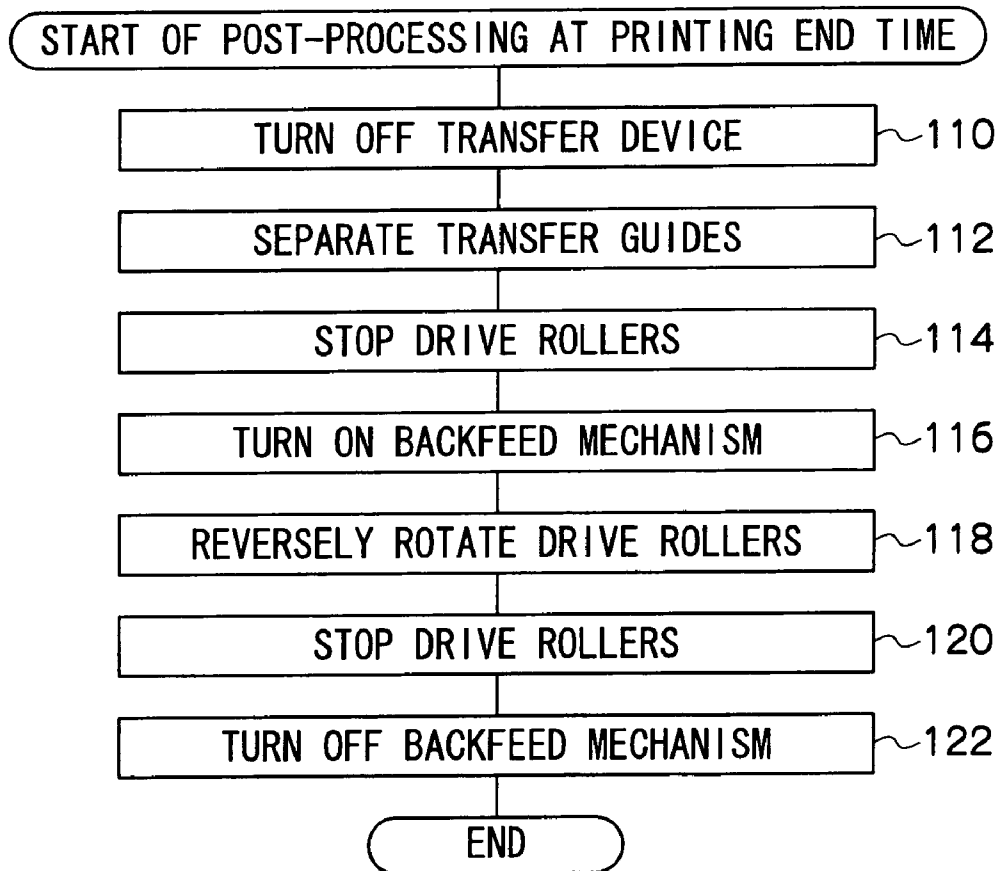 START OF POST-PROCESSING AT PRINTING END TIME
TURN OFF TRANSFER DEVICE 110
SEPARATE TRANSFER GUIDES 112
STOP DRIVE ROLLERS 114
TURN ON BACKFEED MECHANISM 116
REVERSELY ROTATE DRIVE ROLLERS 118
STOP DRIVE ROLLERS 120
TURN OFF BACKFEED MECHANISM 122
END